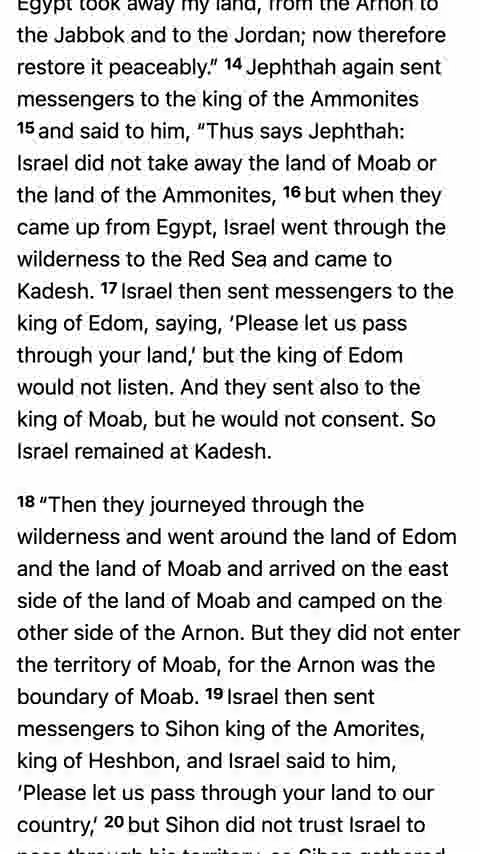 Egypt took away my land, from the Arnon to
the Jabbok and to the Jordan; now therefore
restore it peaceably.” 14 Jephthah again sent
messengers to the king of the Ammonites
15 and said to him, “Thus says Jephthah:
Israel did not take away the land of Moab or
the land of the Ammonites, 16 but when they
came up from Egypt, Israel went through the
wilderness to the Red Sea and came to
Kadesh. 17 Israel then sent messengers to the
king of Edom, saying, ‘Please let us pass
through your land,’ but the king of Edom
would not listen. And they sent also to the
king of Moab, but he would not consent. So
Israel remained at Kadesh.
18 “Then they journeyed through the
wilderness and went around the land of Edom
and the land of Moab and arrived on the east
side of the land of Moab and camped on the
other side of the Arnon. But they did not enter
the territory of Moab, for the Arnon was the
boundary of Moab. 19 Israel then sent
messengers to Sihon king of the Amorites,
king of Heshbon, and Israel said to him,
‘Please let us pass through your land to our
country,’ 20 but Sihon did not trust Israel to
pass through his territory, so Sihon gathered